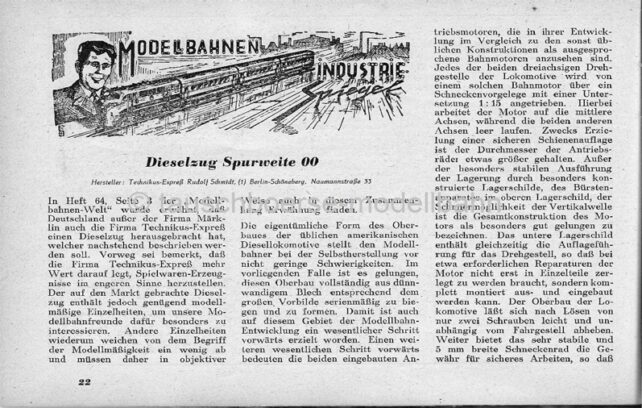 MODELLBAHNEN
INDUSTRIE
Spiegel
Dieselzug Spurweite 00
Hersteller: Technikus-Expreß Rudolf Schmidt, (1) Berlin-Schöneberg, Naumannstraße 33
In Heft 64, Seite 3 der „Modell-
bahnen-Welt" wurde erwähnt, daß
Deutschland außer der Firma Märk-
lin auch die Firma Technikus-Expreß
einen Dieselzug herausgebracht hat,
welcher nachstehend beschrieben wer-
den soll. Vorweg sei bemerkt, daß
die Firma Technikus-Expreß mehr
Wert darauf legt, Spielwaren-Erzeug-
nisse im engeren Sinne herzustellen.
Der auf den Markt gebrachte Diesel-
zug enthält jedoch genügend modell-
mäßige Einzelheiten, um unsere Mo-
dellbahnfreunde dafür besonders zu
interessieren. Andere Einzelheiten
wiederum weichen von dem Begriff
der Modellmäßigkeit ein wenig ab
und müssen daher in objektiver
Weise auch in diesem Zusammen-
hang Erwähnung finden.
Die eigentümliche Form des Ober-
baues der üblichen amerikanischen
Diesellokomotive stellt den Modell-
bahner bei der Selbstherstellung vor
nicht geringe Schwierigkeiten. Im
vorliegenden Falle ist es gelungen,
diesen Oberbau vollständig aus dünn-
wandigem Blech entsprechend dem
großen Vorbilde serienmäßig zu bie-
gen und zu formen. Damit ist auch
auf diesem Gebiet der Modellbahn-
Entwicklung ein wesentlicher Schritt
vorwärts erzielt worden. Einen wei-
teren wesentlichen Schritt vorwärts
bedeuten die beiden eingebauten An-
triebsmotoren, die in ihrer Entwick-
lung im Vergleich zu den sonst üb-
lichen Konstruktionen als ausgespro-
chene Bahnmotoren anzusehen sind.
Jedes der beiden dreiachsigen Dreh-
gestelle der Lokomotive wird von
einem solchen Bahnmotor über ein
Schneckenvorgelege mit einer Unter-
setzung 1 : 15 angetrieben. Hierbei
arbeitet der Motor auf die mittlere
Achsen, während die beiden anderen
Achsen leer laufen. Zwecks Erzie-
lung einer sicheren Schienenauflage
ist der Durchmesser der Antriebs-
räder etwas größer gehalten. Außer
der besonders stabilen Ausführung
der Lagerung durch besonders kon-
struierte Lagerschilde, des Bürsten-
oberen Lagerschild, der
Schmiermöglichkeit der Vertikalwelle
ist die Gesamtkonstruktion des Mo-
tors als besonders gut gelungen zu
bezeichnen. Das untere Lagerschild
enthält gleichzeitig die Auflagefüh-
rung für das Drehgestell, so daß bei
etwa erforderlichen Reparaturen der
Motor nicht erst in Einzelteile zer-
legt zu werden braucht, sondern kom-
plett montiert aus- und eingebaut
werden kann. Der Oberbau der Lo-
komotive läßt sich nach Lösen von
nur zwei Schrauben leicht und un-
abhängig vom Fahrgestell abheben.
Weiter bietet das sehr stabile und
5 mm breite Schneckenrad die Ge-
währ für sicheres Arbeiten, so daß
22